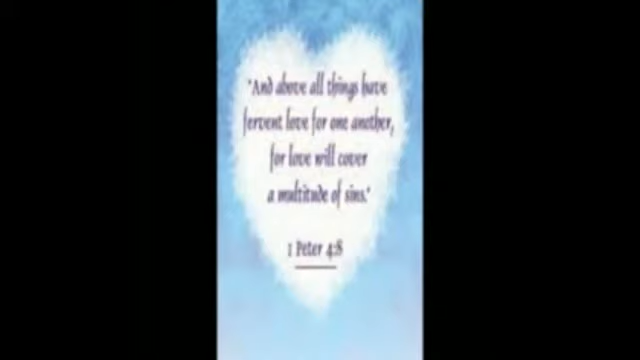 "And above all things have
fervent love for one another,
for love will cover
a multitude of sins."
1 Peter 4:8